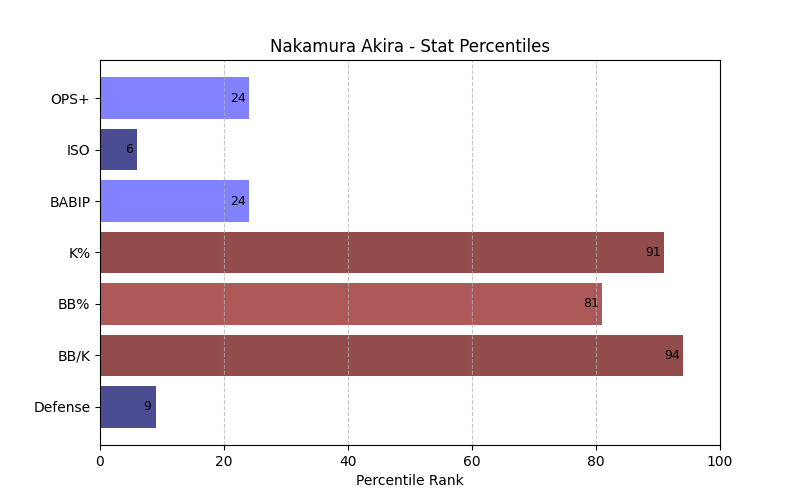 Nakamura Akira - Stat Percentiles
OPS+ 24
ISO 6
BABIP 24
K% 91
BB% 81
BB/K 94
Defense 9
0 20 40 60 80 100
Percentile Rank